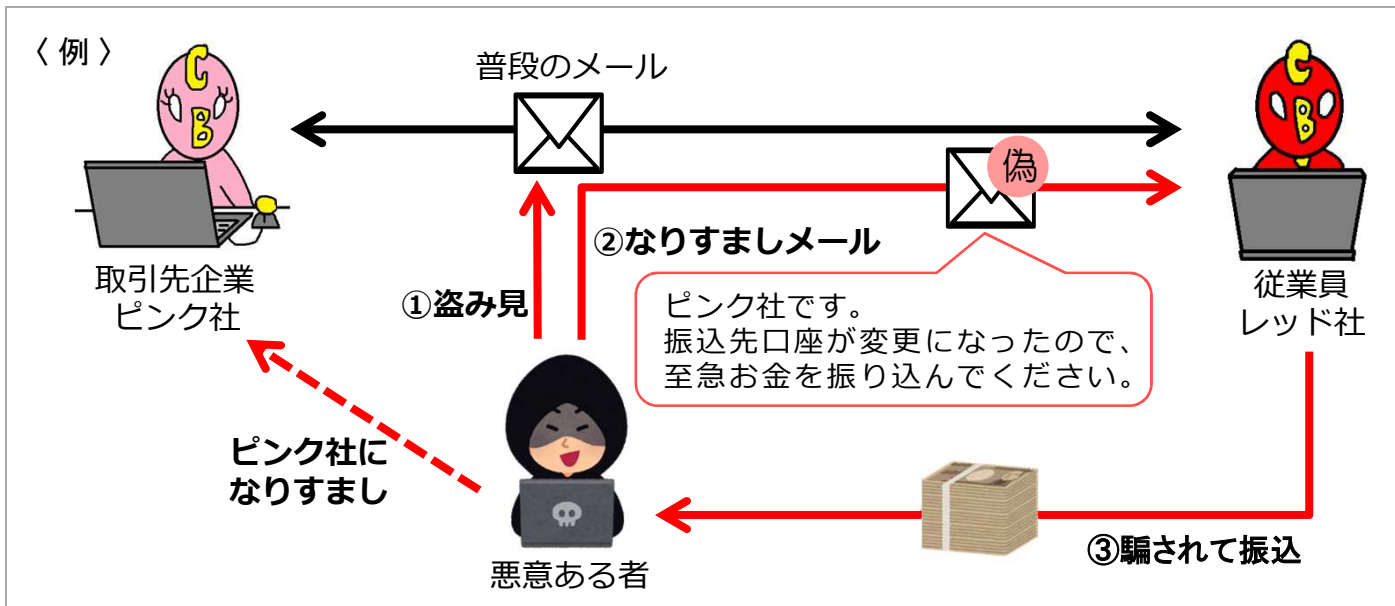 〈 例 〉
普段のメール
C
B
C
B
偽
②なりすましメール
取引先企業
ピンク社
①盗み見
ピンク社です。
振込先口座が変更になったので、
至急お金を振り込んでください。
従業員
レッド社
ピンク社に
なりすまし
③騙されて振込
悪意ある者